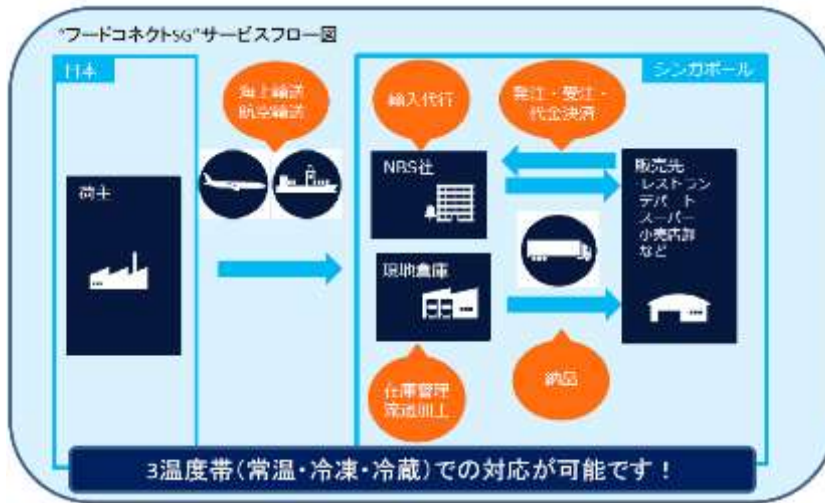 “フードコネクトSG”サービスフロー図
日本
シンガポール
海上輸送
航空輸送
輸入代行
発注・受注・
代金決済
荷主
NBS社
販売先
レストラン
デパート
スーパー
小売店舗
など
現地倉庫
在庫管理
流通加工
納品
3温度帯(常温・冷凍・冷蔵)での対応が可能です！